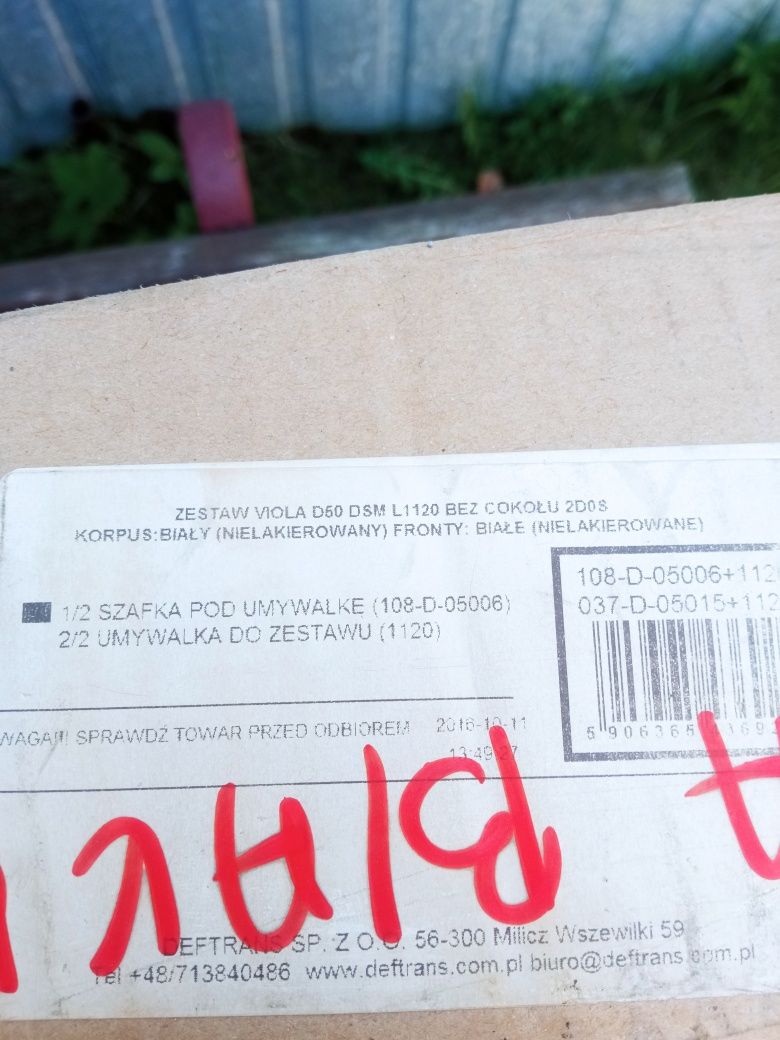 ZESTAW VIOLA D50 DSM L1120 BEZ COKOŁU 2D0S
KORPUS:BIAŁY (NIELAKIEROWANY) FRONTY: BIAŁE (NIELAKIEROWANE)
1/2 SZAFKA POD UMYWALKE (108-D-05006)
2/2 UMYWALKA DO ZESTAWU (1120)
108-D-05006+112
037-D-05015+112
WAGA!!! SPRAWDŹ TOWAR PRZED ODBIOREM 2016-10-11
13:49:27
5 906365
DEFTRANS SP. Z O.O. 56-300 Milicz Wszewilki 59
Tel +48/713840486 www.deftrans.com.pl biuro@deftrans.com.pl